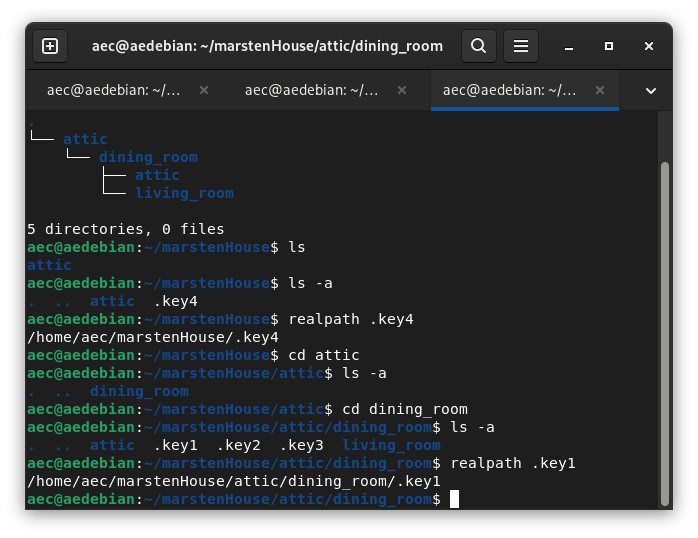 aec@aedebian: ~/marstenHouse/attic/dining_room
aec@aedebian: ~/... aec@aedebian: ~/... aec@aedebian: ~/...
.
└── attic
    └── dining_room
        ├── attic
        └── living_room

5 directories, 0 files
aec@aedebian:~/marstenHouse$ ls
attic
aec@aedebian:~/marstenHouse$ ls -a
.  ..  attic  .key4
aec@aedebian:~/marstenHouse$ realpath .key4
/home/aec/marstenHouse/.key4
aec@aedebian:~/marstenHouse$ cd attic
aec@aedebian:~/marstenHouse/attic$ ls -a
.  ..  dining_room
aec@aedebian:~/marstenHouse/attic$ cd dining_room
aec@aedebian:~/marstenHouse/attic/dining_room$ ls -a
.  ..  attic  .key1  .key2  .key3  living_room
aec@aedebian:~/marstenHouse/attic/dining_room$ realpath .key1
/home/aec/marstenHouse/attic/dining_room/.key1
aec@aedebian:~/marstenHouse/attic/dining_room$